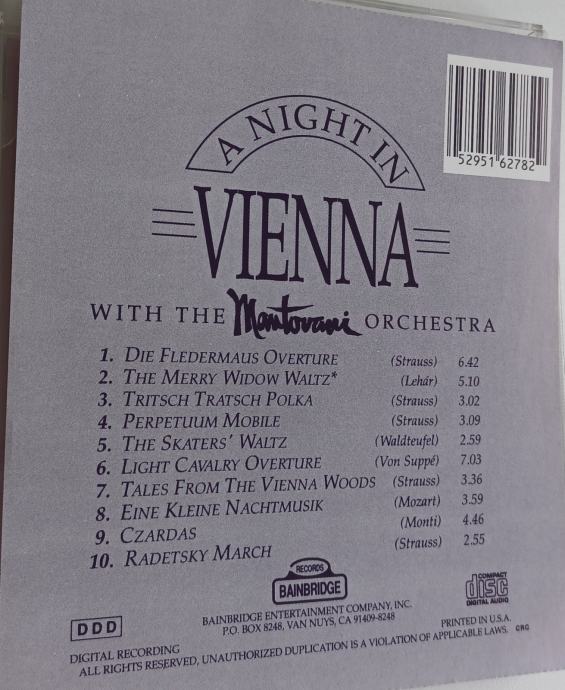 52951 62782
A NIGHT IN
VIENNA
WITH THE Mantovani ORCHESTRA
1. DIE FLEDERMAUS OVERTURE (Strauss) 6.42
2. THE MERRY WIDOW WALTZ* (Lehár) 5.10
3. TRITSCH TRATSCH POLKA (Strauss) 3.02
4. PERPETUUM MOBILE (Strauss) 3.09
5. THE SKATERS' WALTZ (Waldteufel) 2.59
6. LIGHT CAVALRY OVERTURE (Von Suppé) 7.03
7. TALES FROM THE VIENNA WOODS (Strauss) 3.36
8. EINE KLEINE NACHTMUSIK (Mozart) 3.59
9. CZARDAS (Monti) 4.46
10. RADETSKY MARCH (Strauss) 2.55
RECORDS
BAINBRIDGE
COMPACT
disc
DIGITAL AUDIO
DDD
BAINBRIDGE ENTERTAINMENT COMPANY, INC.
P.O. BOX 8248, VAN NUYS, CA 91409-8248
PRINTED IN U.S.A.
DIGITAL RECORDING
ALL RIGHTS RESERVED, UNAUTHORIZED DUPLICATION IS A VIOLATION OF APPLICABLE LAWS.